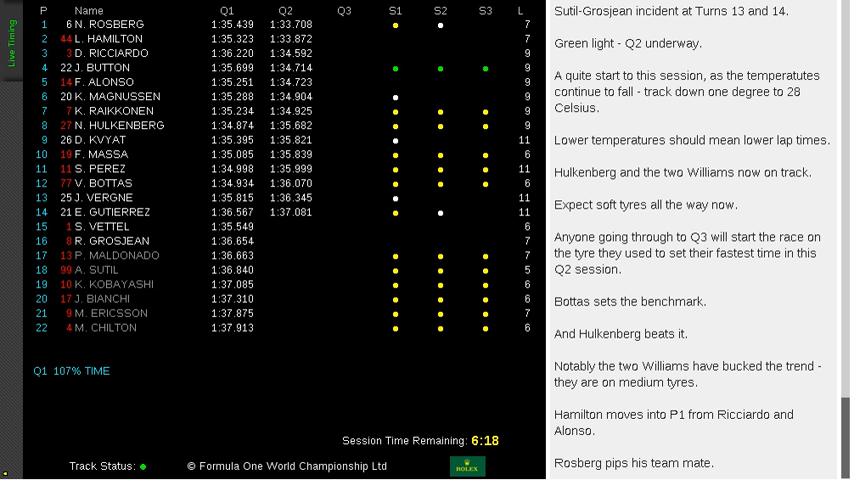 Live Timing
P Name Q1 Q2 Q3 S1 S2 S3 L
1 6 N. ROSBERG 1:35.439 1:33.708 7
2 44 L. HAMILTON 1:35.323 1:33.872 7
3 3 D. RICCIARDO 1:36.220 1:34.592 9
4 22 J. BUTTON 1:35.699 1:34.714 9
5 14 F. ALONSO 1:35.251 1:34.723 9
6 20 K. MAGNUSSEN 1:35.288 1:34.904 9
7 7 K. RAIKKONEN 1:35.234 1:34.925 9
8 27 N. HULKENBERG 1:34.874 1:35.682 9
9 26 D. KVYAT 1:35.395 1:35.821 11
10 19 F. MASSA 1:35.085 1:35.839 6
11 11 S. PEREZ 1:34.998 1:35.999 11
12 77 V. BOTTAS 1:34.934 1:36.070 6
13 25 J. VERGNE 1:35.815 1:36.345 11
14 21 E. GUTIERREZ 1:36.567 1:37.081 11
15 1 S. VETTEL 1:35.549 6
16 8 R. GROSJEAN 1:36.654 7
17 13 P. MALDONADO 1:36.663 7
18 99 A. SUTIL 1:36.840 5
19 10 K. KOBAYASHI 1:37.085 6
20 17 J. BIANCHI 1:37.310 6
21 9 M. ERICSSON 1:37.875 7
22 4 M. CHILTON 1:37.913 6
Q1 107% TIME
Session Time Remaining: 6:18
Track Status: © Formula One World Championship Ltd
ROLEX
Sutil-Grosjean incident at Turns 13 and 14.
Green light - Q2 underway.
A quite start to this session, as the temperatutes
continue to fall - track down one degree to 28
Celsius.
Lower temperatures should mean lower lap times.
Hulkenberg and the two Williams now on track.
Expect soft tyres all the way now.
Anyone going through to Q3 will start the race on
the tyre they used to set their fastest time in this
Q2 session.
Bottas sets the benchmark.
And Hulkenberg beats it.
Notably the two Williams have bucked the trend -
they are on medium tyres.
Hamilton moves into P1 from Ricciardo and
Alonso.
Rosberg pips his team mate.